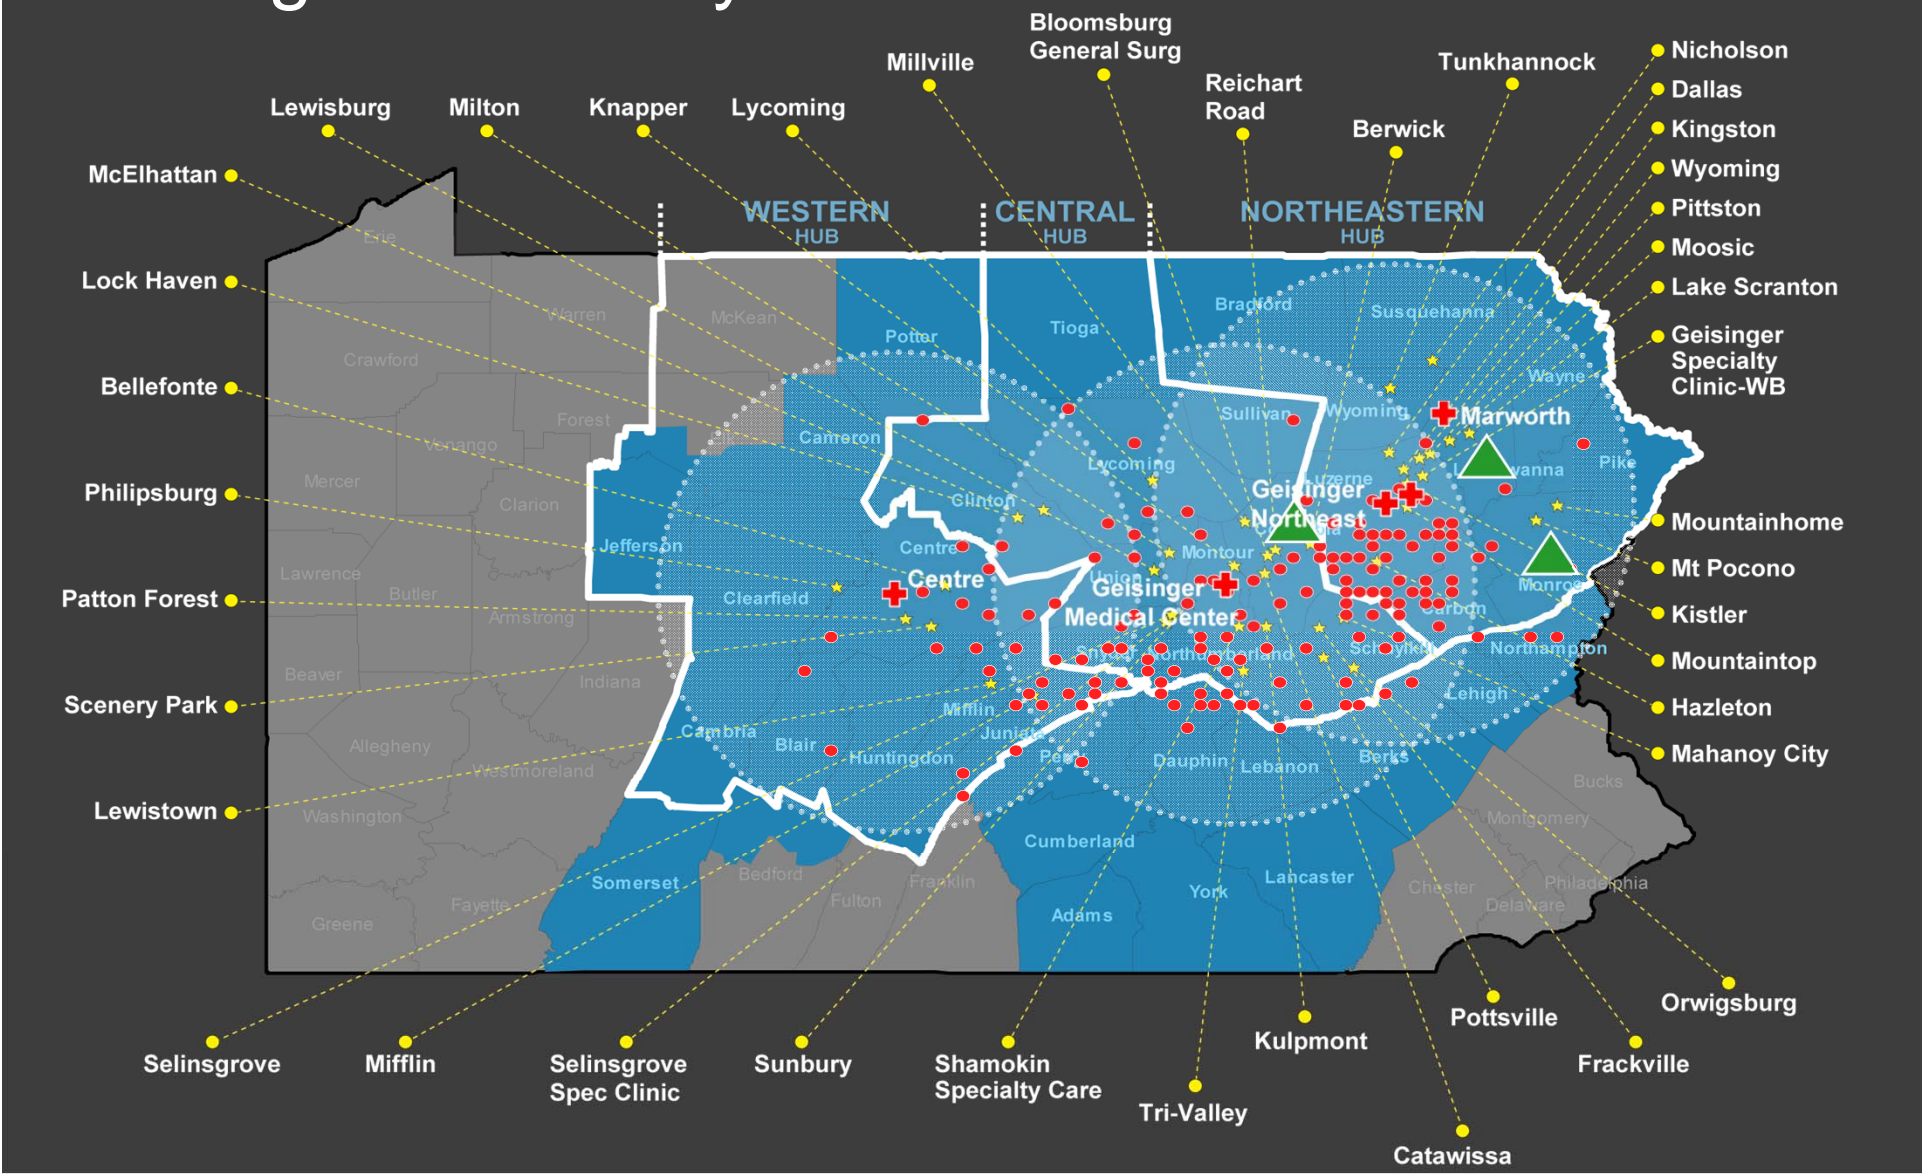 Bloomsburg
General Surg
Millville
Reichart
Road
Tunkhannock
Nicholson
Dallas
Kingston
Wyoming
Pittston
Moosic
Lake Scranton
Geisinger
Specialty
Clinic-WB
Lewisburg
Milton
Knapper
Lycoming
Berwick
McElhattan
Lock Haven
Bellefonte
Philipsburg
Patton Forest
Scenery Park
Lewistown
WESTERN
HUB
CENTRAL
HUB
NORTHEASTERN
HUB
Erie
Warren
McKean
Crawford
Forest
Venango
Mercer
Clarion
Lawrence
Butler
Armstrong
Beaver
Indiana
Allegheny
Westmoreland
Washington
Greene
Fayette
Potter
Tioga
Bradford
Susquehanna
Wayne
Cameron
Sullivan
Wyoming
Marworth
Lycoming
Clinton
Pike
Geisinger
Northeast
Jefferson
Centre
Montour
Union
Centre
Clearfield
Geisinger
Medical Center
Monroe
Carbon
Snyder
Northumberland
Schuylkill
Northampton
Lehigh
Mifflin
Juniata
Perry
Cambria
Blair
Huntingdon
Dauphin
Lebanon
Berks
Bucks
Montgomery
Cumberland
Somerset
Bedford
Fulton
Franklin
Adams
York
Lancaster
Chester
Delaware
Philadelphia
Mountainhome
Mt Pocono
Kistler
Mountaintop
Hazleton
Mahanoy City
Orwigsburg
Pottsville
Frackville
Kulpmont
Selinsgrove
Mifflin
Selinsgrove
Spec Clinic
Sunbury
Shamokin
Specialty Care
Tri-Valley
Catawissa